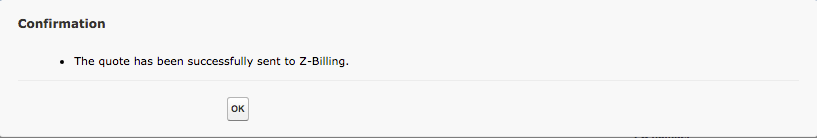 Confirmation
• The quote has been successfully sent to Z-Billing.
OK